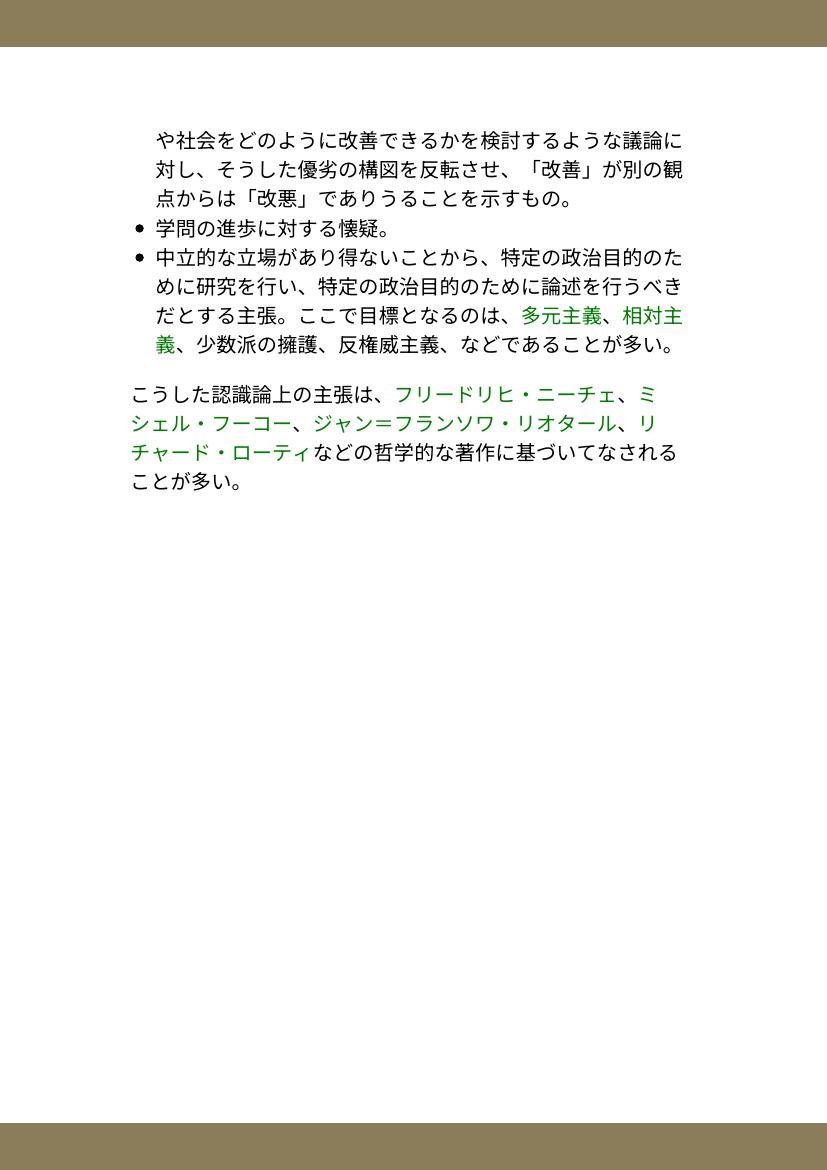 や社会をどのように改善できるかを検討するような議論に
対し、そうした優劣の構図を反転させ、「改善」が別の観
点からは「改悪」でありうることを示すもの。
● 学問の進歩に対する懐疑。
● 中立的な立場があり得ないことから、特定の政治目的のた
めに研究を行い、特定の政治目的のために論述を行うべき
だとする主張。ここで目標となるのは、多元主義、相対主
義、少数派の擁護、反権威主義、などであることが多い。
こうした認識論上の主張は、フリードリヒ・ニーチェ、ミ
シェル・フーコー、ジャン＝フランソワ・リオタール、リ
チャード・ローティなどの哲学的な著作に基づいてなされる
ことが多い。